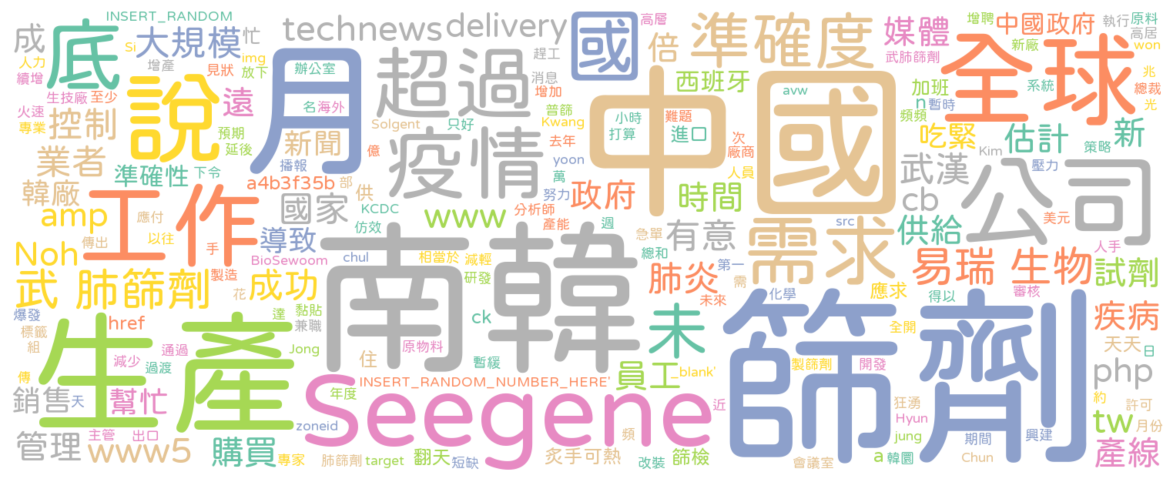 INSERT_RANDOM
成
底
大規模
忙
technews
delivery
高層
國
倍
準確度
媒體
增聘
中國政府
執行
原料
高居
人力
Si
img
續增
增產
見狀
放下
說
月
辦公室
超過
趕工
消息
西班牙
武肺篩劑
新廠
won
全球
兆
總裁
系統
加班
n
暫時
光
生技廠
至少
名
海外
增加
遠
火速
控制
專業
預期
延後
新聞
Solgent
普篩
Kwang
只好
疫情
中國
avw
小時
打算
難題
進口
頻頻
吃緊
估計
新
策略
業者
準確性
下令
播報
億
去年
次
廠商
人員
武漢
Kim
壓力
公司
韓廠
a4b3f35b
部
供
yoon
萬
努力
政府
時間
cb
國家
KCDC
仿效
www
分析師
產能
週
src
美元
amp
工作
應付
傳出
以往
手
導致
南韓
急單
有意
需求
供給
人手
Noh
BioSewoom
chul
相當於
減輕
研發
總和
肺炎
第一
需
未來
化學
應求
易瑞
生物
得以
審核
試劑
武
肺篩劑
製造
花
成功
黏貼
兼職
爆發
標匾
組
href
達
ck
未
全開
疾病
生產
減少
通過
過渡
Jong
住
原物料
暫緩
製篩劑
開發
天天
日
傳
INSERT_RANDOM_NUMBER_HERE'
員工
_blank'
篩劑
php
銷售
天
幫忙
年度
Seegene
近
狂湧
Hyun
約
許可
zoneid
tw
月份
管理
主管
出口
www5
購買
專家
肺篩劑
target
翻天
短缺
頻
炙手可熱
改裝
篩檢
會議室
jung
a
韓圜
期間
Chun
興建
產線